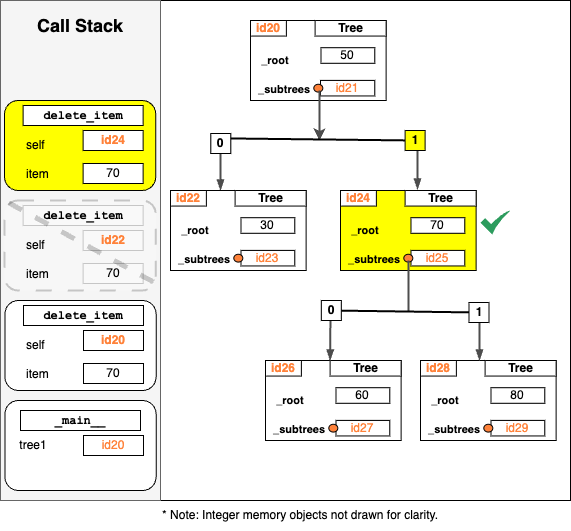 Call Stack
delete_item
self id24
item 70
delete_item
self id22
item 70
delete_item
self id20
item 70
_main__
tree1 id20
id20 Tree
_root 50
_subtrees id21
0 1
id22 Tree
_root 30
_subtrees id23
id24 Tree
_root 70
_subtrees id25
0 1
id26 Tree
_root 60
_subtrees id27
id28 Tree
_root 80
_subtrees id29
* Note: Integer memory objects not drawn for clarity.